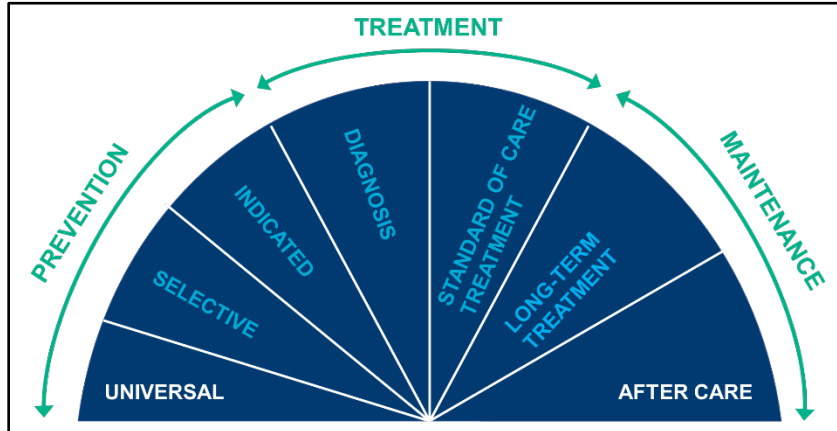 TREATMENT
PREVENTION
MAINTENANCE
UNIVERSAL
SELECTIVE
INDICATED
DIAGNOSIS
STANDARD OF CARE
TREATMENT
LONG-TERM
TREATMENT
AFTER CARE